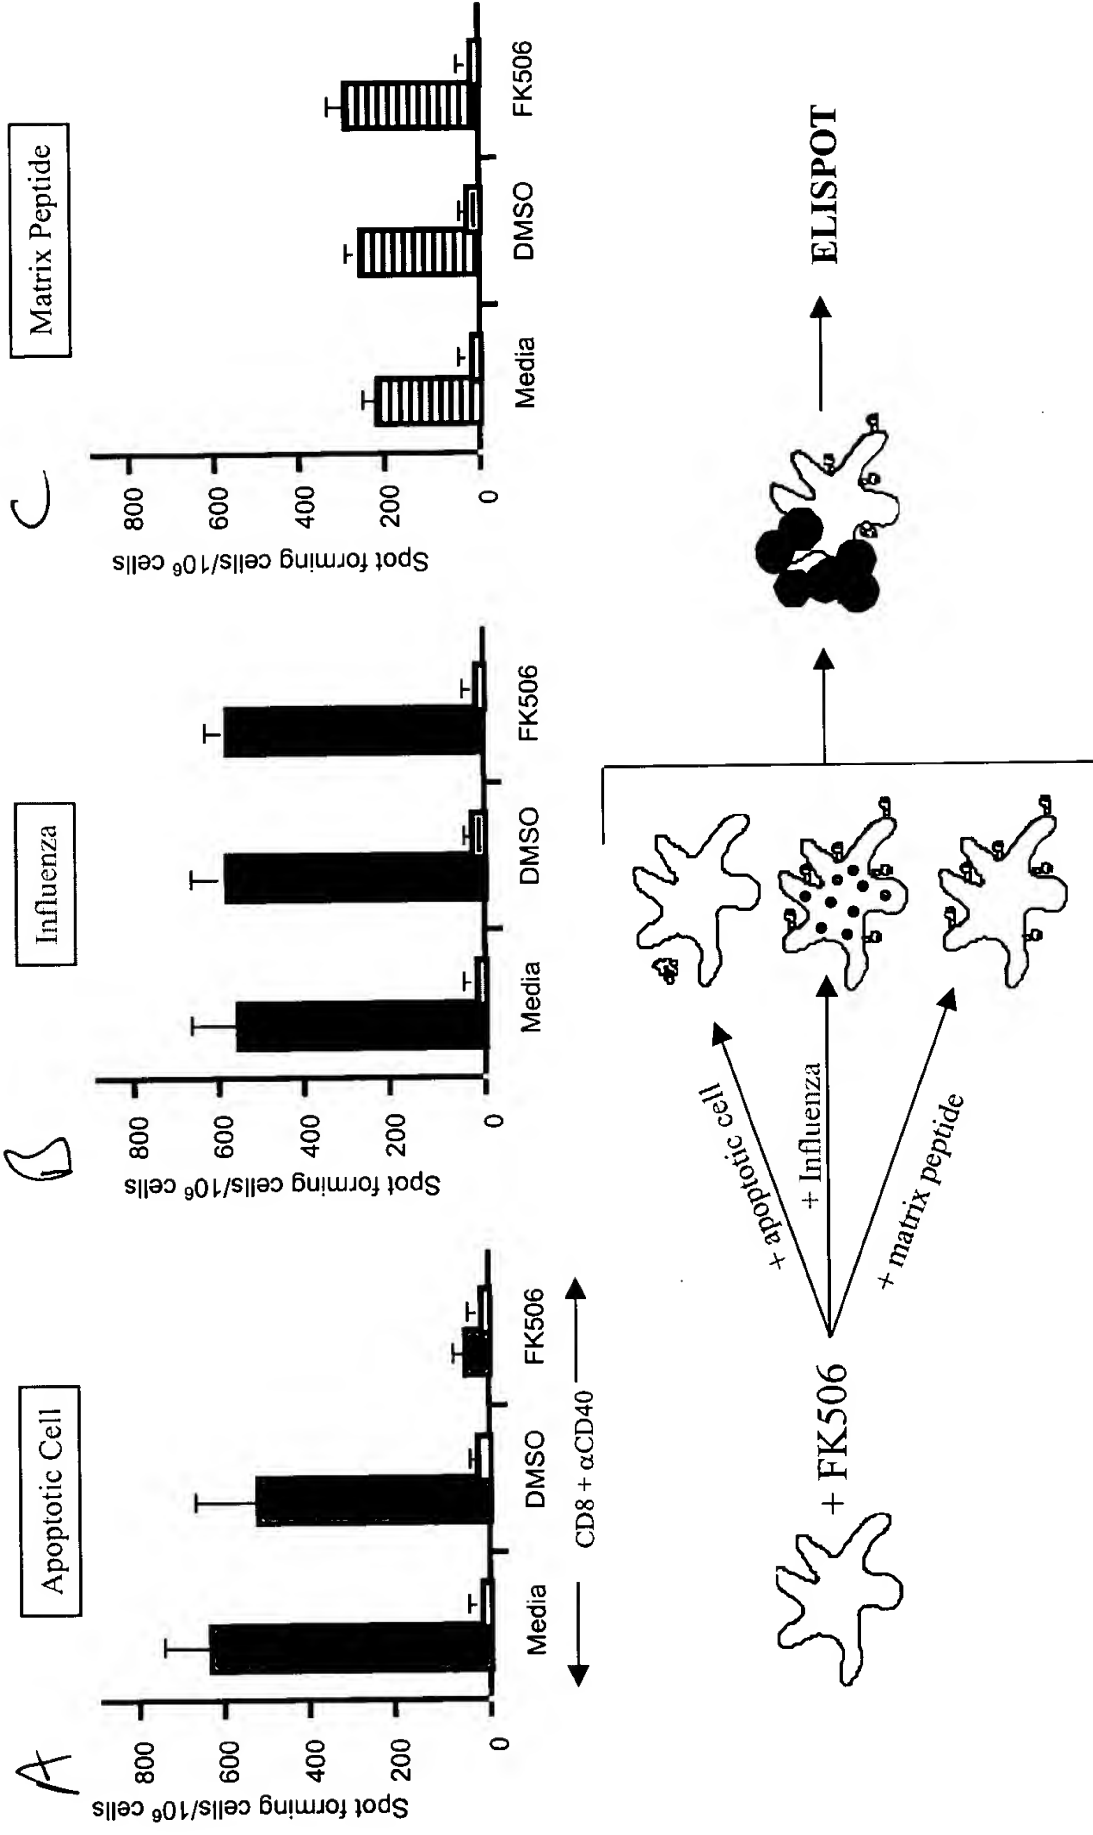 A
Apoptotic Cell
Spot forming cells/10⁶ cells
800
600
400
200
0
Media
DMSO
FK506
CD8 + αCD40
Influenza
Spot forming cells/10⁶ cells
800
600
400
200
0
Media
DMSO
FK506
C
Matrix Peptide
Spot forming cells/10⁶ cells
800
600
400
200
0
Media
DMSO
FK506
+ FK506
+ apoptotic cell
+ Influenza
+ matrix peptide
ELISPOT